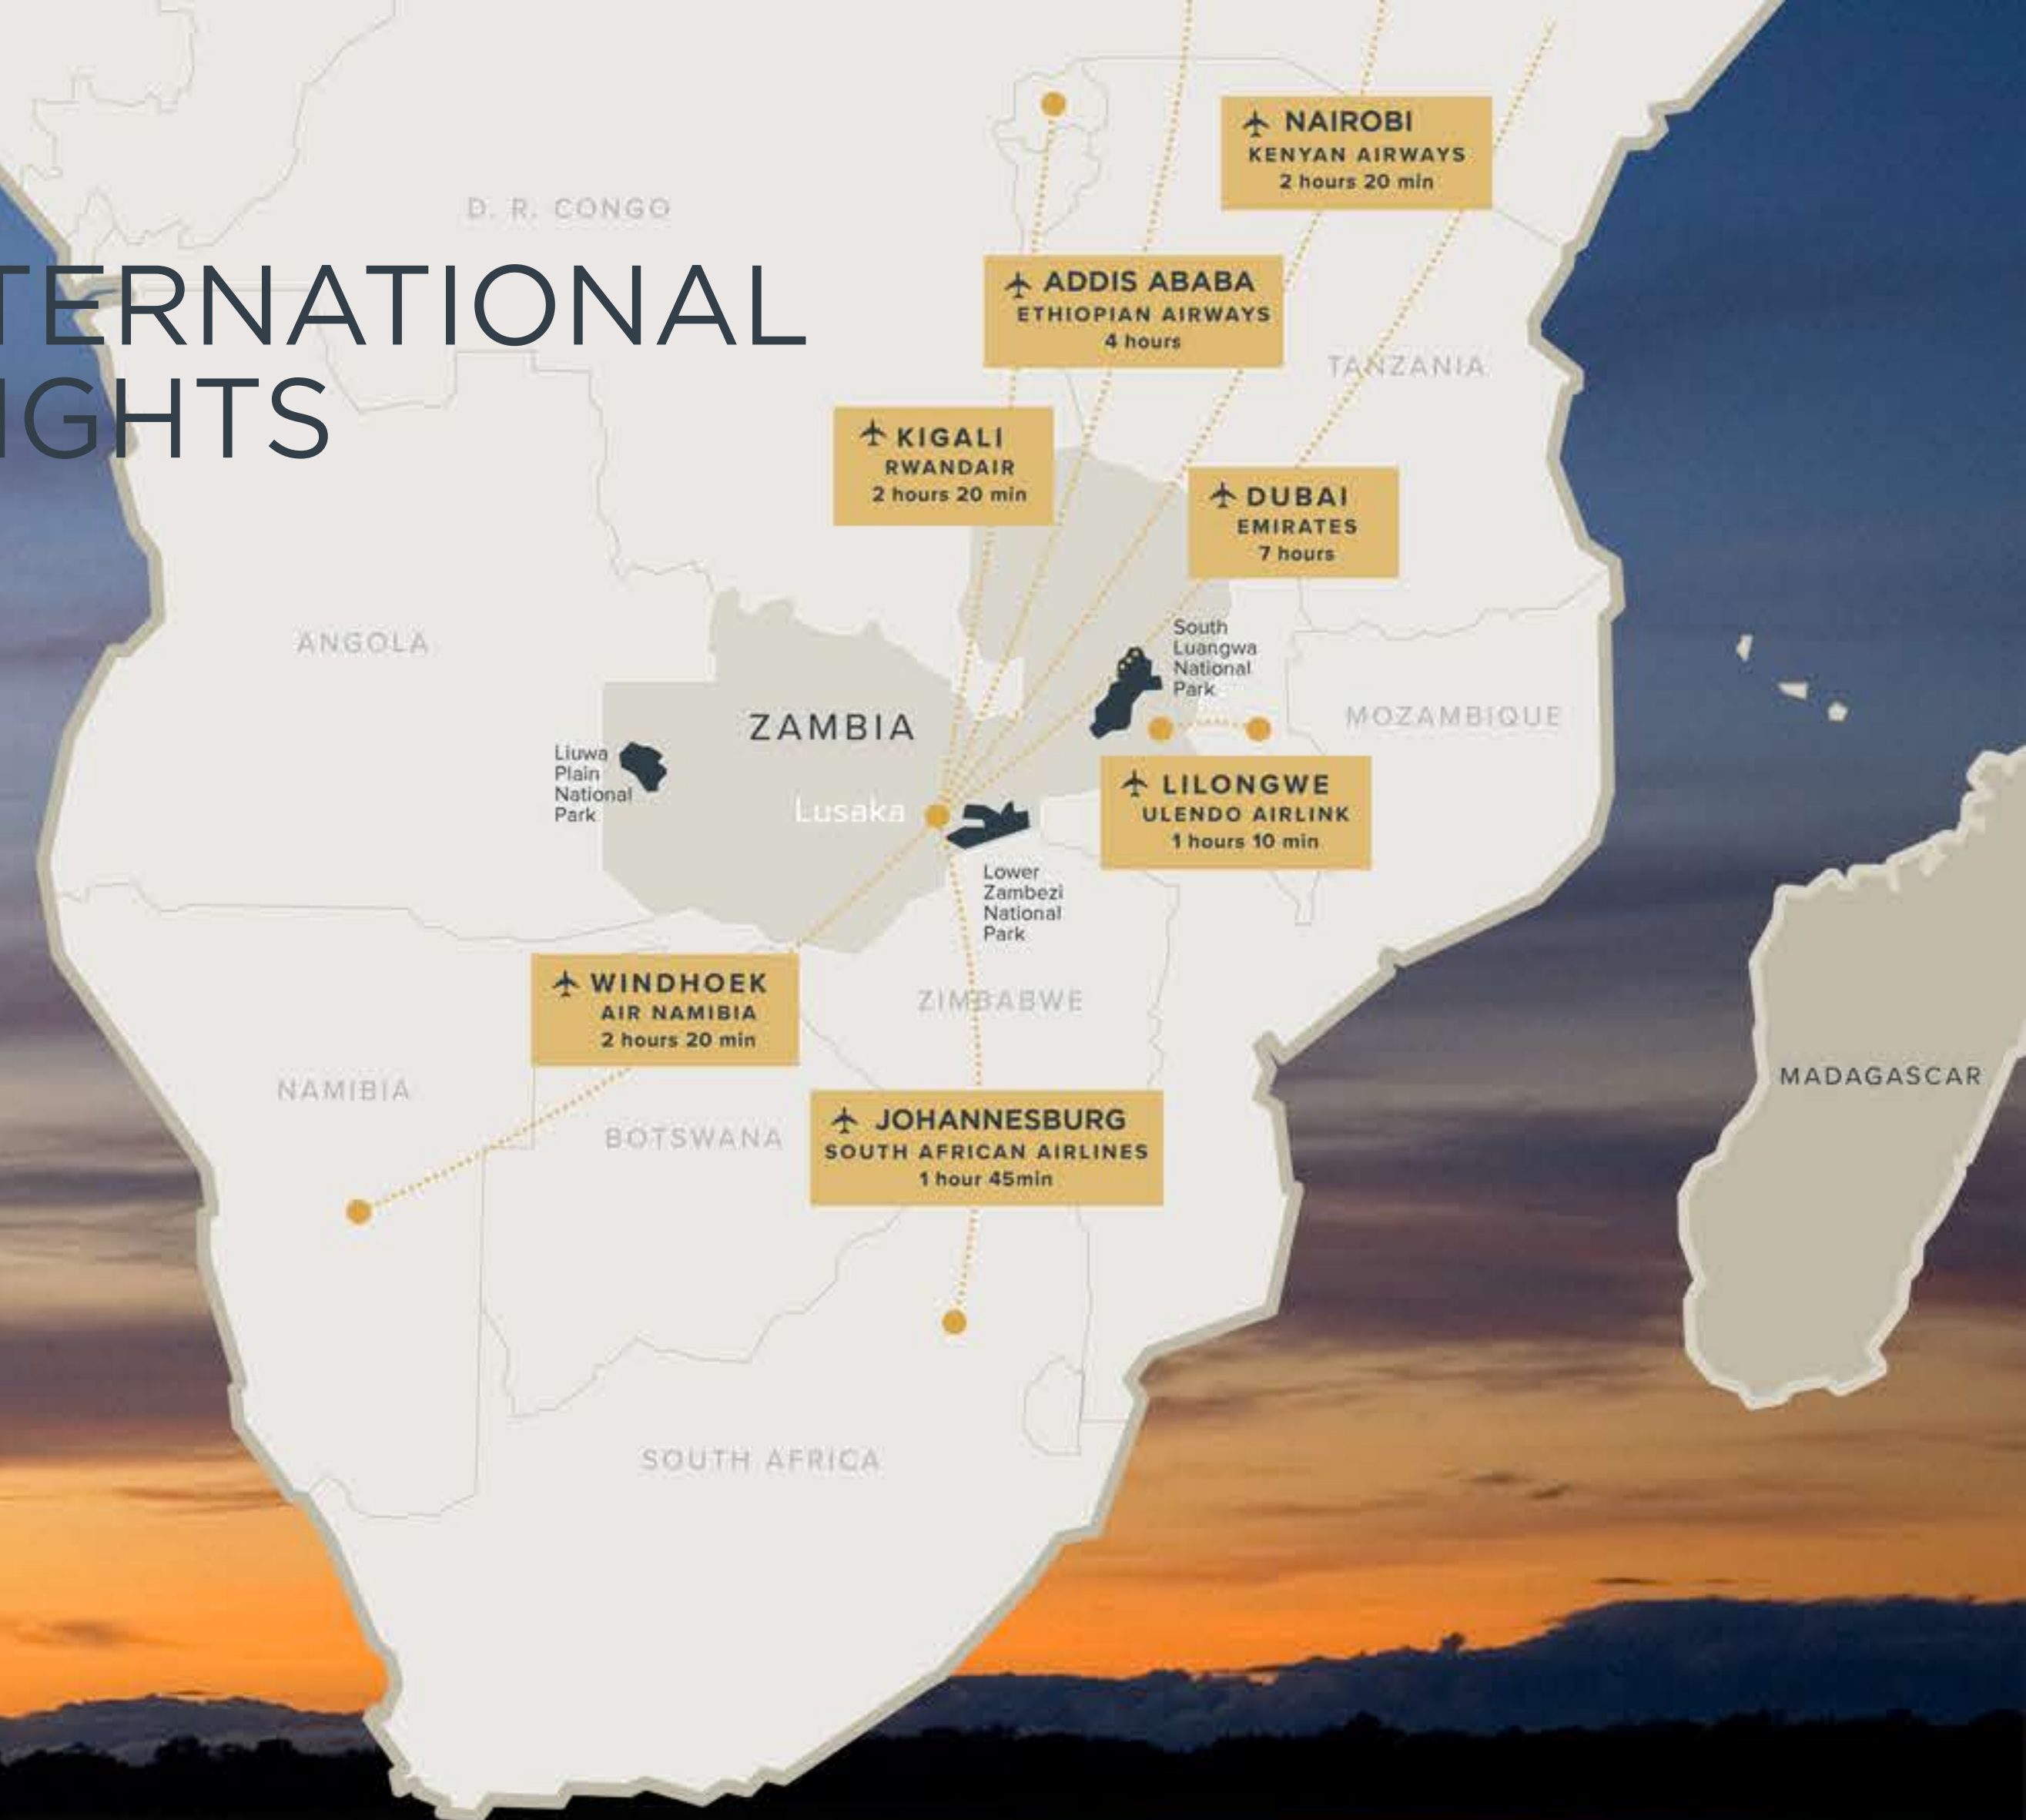 NAIROBI
KENYAN AIRWAYS
2 hours 20 min
D. R. CONGO
TERNATIONAL
IGHTS
ADDIS ABABA
ETHIOPIAN AIRWAYS
4 hours
TANZANIA
KIGALI
RWANDAIR
2 hours 20 min
DUBAI
EMIRATES
7 hours
ANGOLA
South
Luangwa
National
Park
ZAMBIA
MOZAMBIQUE
Liuwa
Plain
National
Park
Lusaka
LILONGWE
ULENDO AIRLINK
1 hours 10 min
Lower
Zambezi
National
Park
WINDHOEK
AIR NAMIBIA
2 hours 20 min
ZIMBABWE
NAMIBIA
BOTSWANA
JOHANNESBURG
SOUTH AFRICAN AIRLINES
1 hour 45min
MADAGASCAR
SOUTH AFRICA